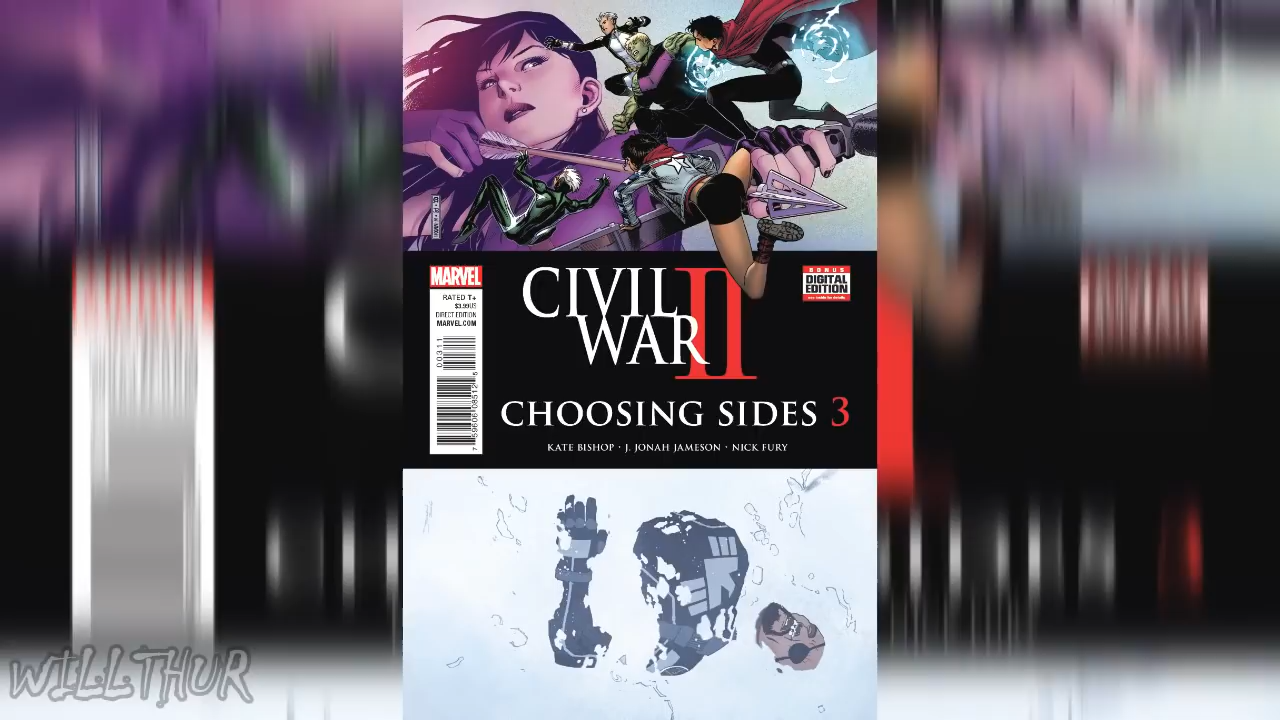 MARVEL
RATED T+
$3.99US
DIRECT EDITION
MARVEL.COM
00311
CIVIL
WAR II
BONUS
DIGITAL
EDITION
CHOOSING SIDES 3
KATE BISHOP · J. JONAH JAMESON · NICK FURY
WILLTHUR